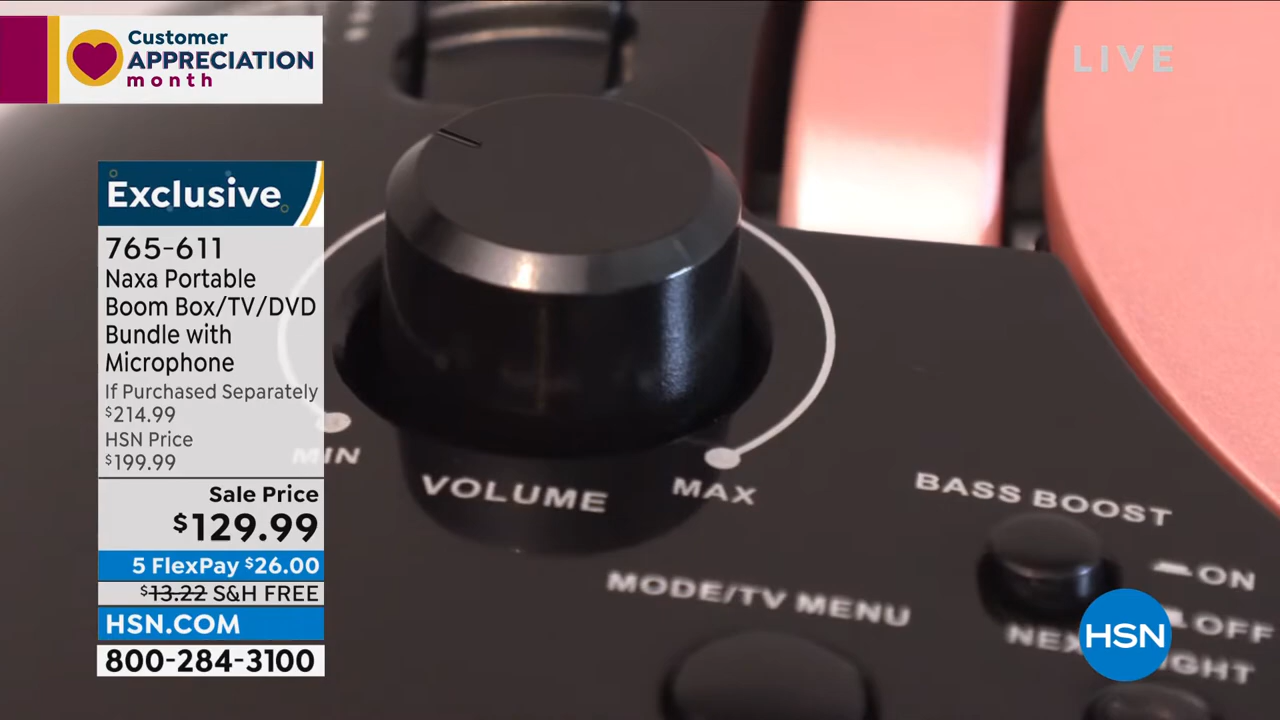 Customer
APPRECIATION
month
LIVE
Exclusive
765-611
Naxa Portable
Boom Box/TV/DVD
Bundle with
Microphone
If Purchased Separately
$214.99
HSN Price
$199.99
Sale Price
$129.99
5 FlexPay $26.00
$13.22 S&H FREE
HSN.COM
800-284-3100
MIN
VOLUME
MAX
BASS BOOST
ON
OFF
MODE/TV MENU
HSN